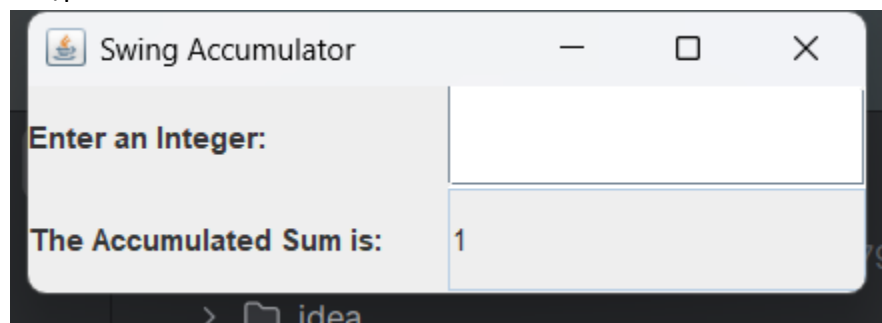 Swing Accumulator
Enter an Integer:
The Accumulated Sum is: 1
idea